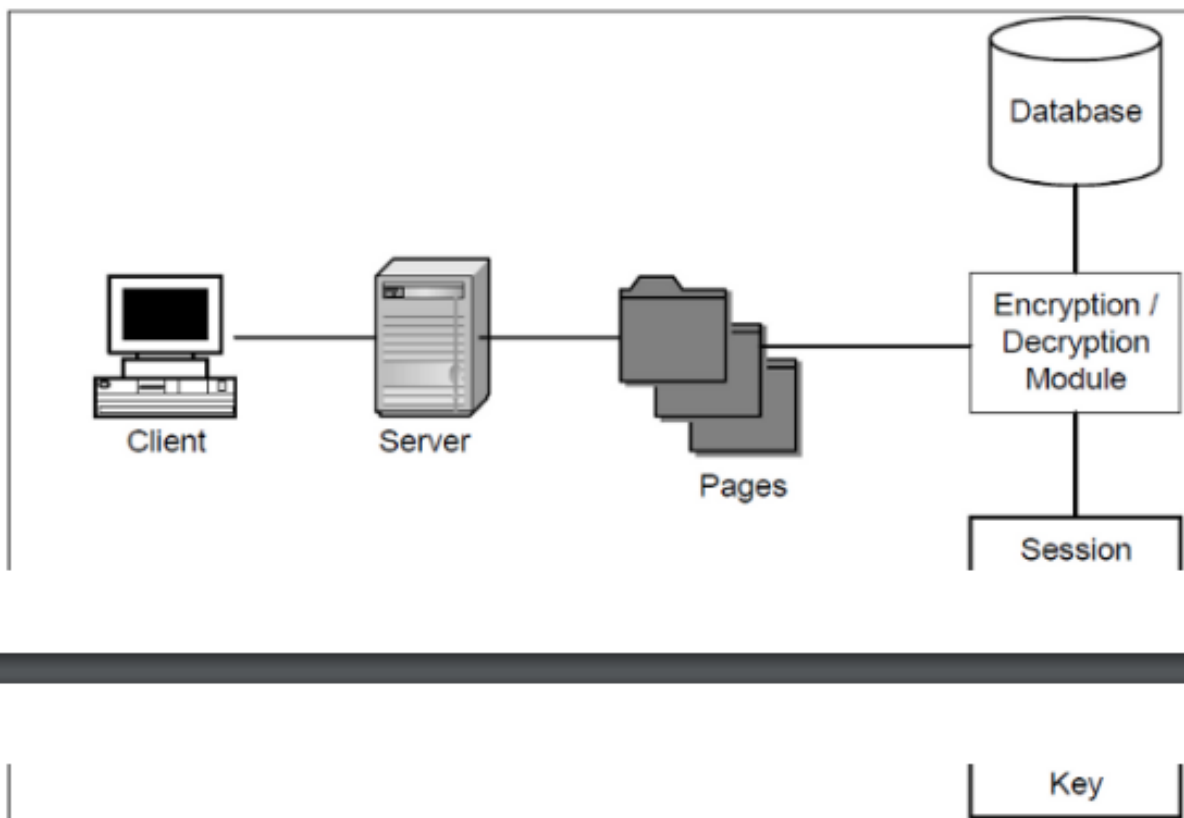 Database
Encryption /
Decryption
Module
Client
Server
Pages
Session
Key